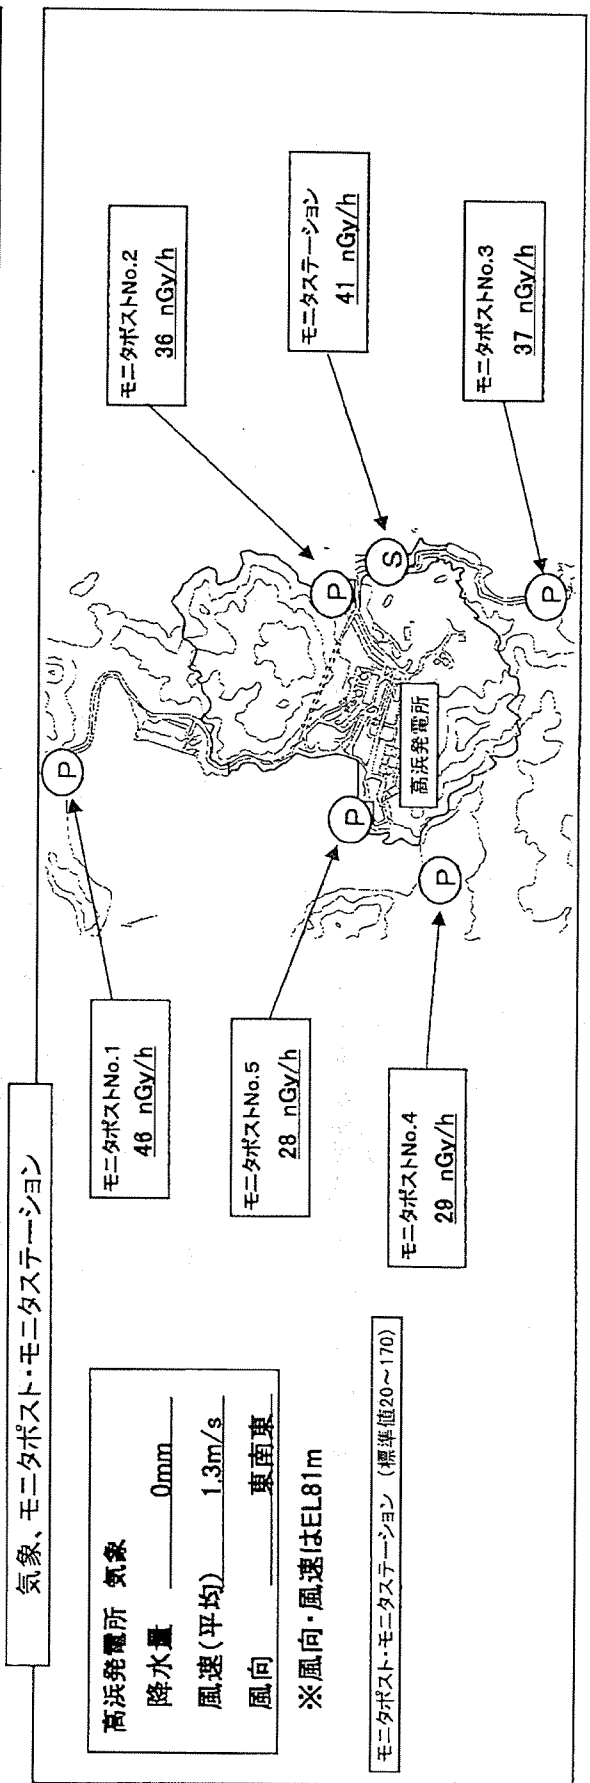 気象、モニタポスト・モニタステーション
高浜発電所 気象
降水量 0mm
風速(平均) 1.3m/s
風向 東南東
※風向・風速はEL81m
モニタポスト・モニタステーション (標準値20～170)
モニタポストNo.1
46 nGy/h
モニタポストNo.5
28 nGy/h
モニタポストNo.4
29 nGy/h
モニタポストNo.2
36 nGy/h
モニタステーション
41 nGy/h
モニタポストNo.3
37 nGy/h
P
P
P
P
S
P
高浜発電所